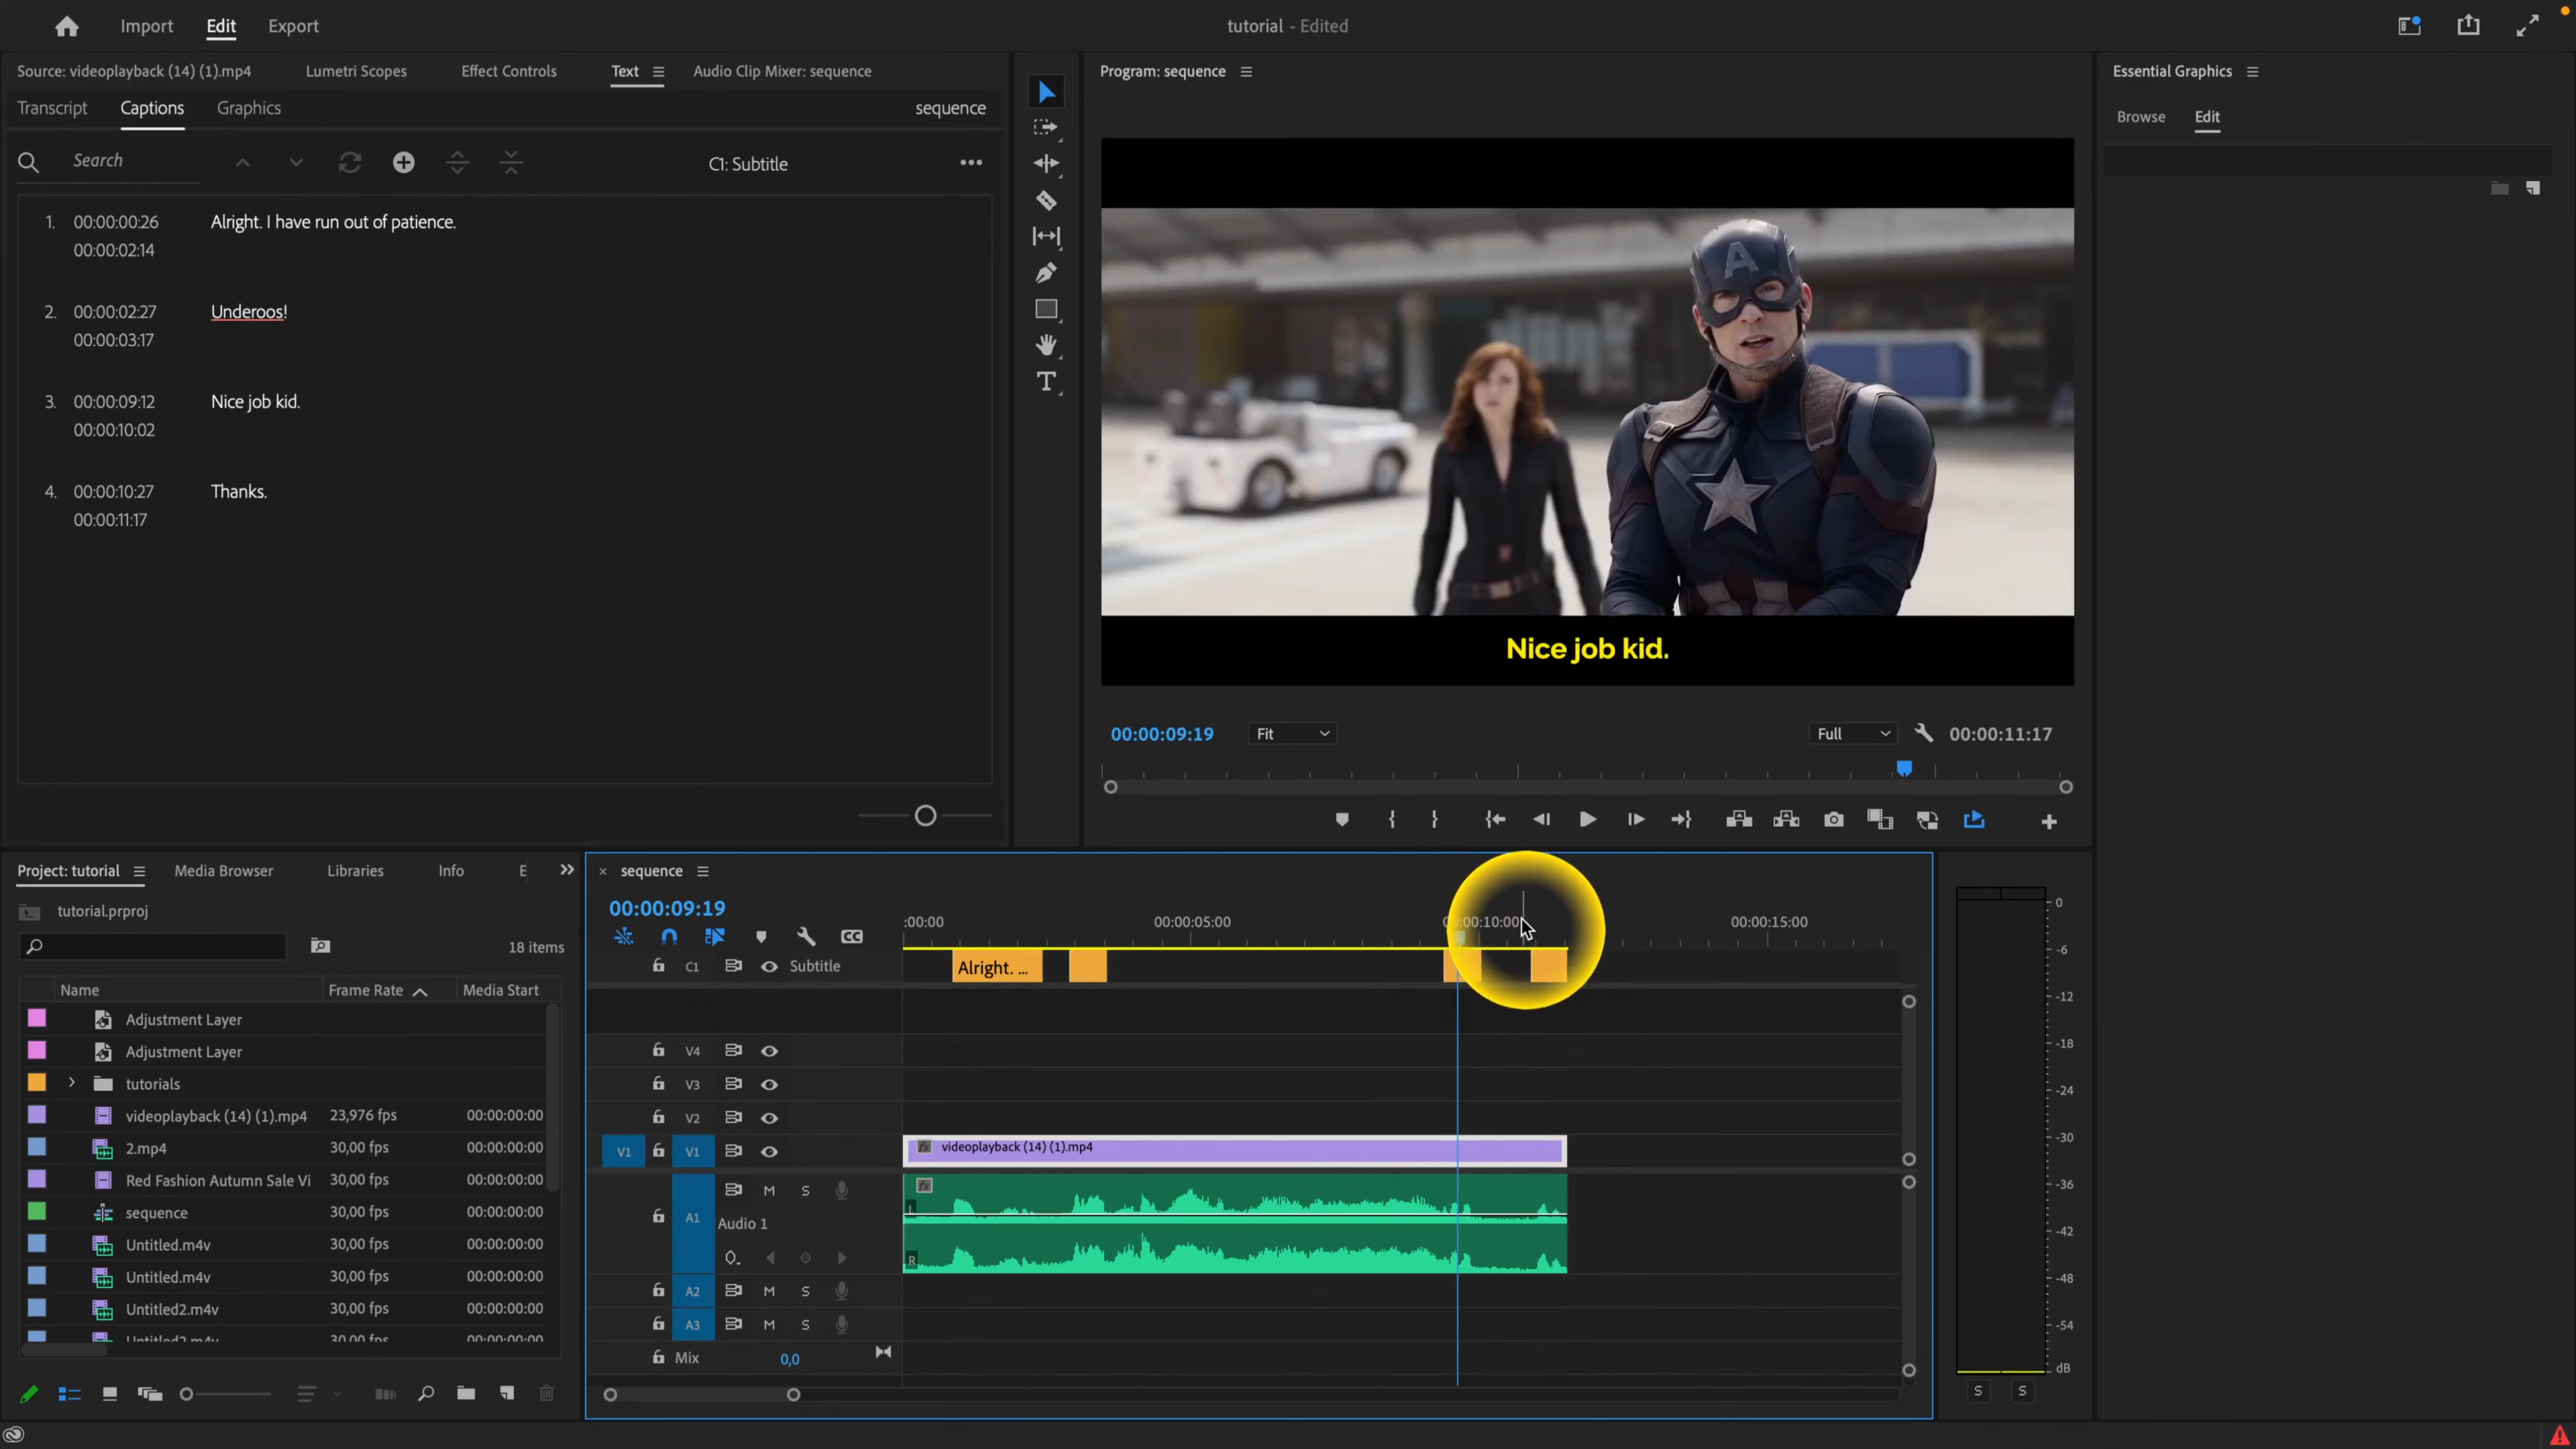 Import Edit Export
tutorial - Edited
Source: videoplayback (14) (1).mp4 Lumetri Scopes Effect Controls Text Audio Clip Mixer: sequence
Transcript Captions Graphics sequence
Search C1: Subtitle
1. 00:00:00:26 Alright. I have run out of patience.
00:00:02:14
2. 00:00:02:27 Underoos!
00:00:03:17
3. 00:00:09:12 Nice job kid.
00:00:10:02
4. 00:00:10:27 Thanks.
00:00:11:17
Program: sequence
A
Nice job kid.
00:00:09:19 Fit Full 00:00:11:17
Essential Graphics
Browse Edit
Project: tutorial Media Browser Libraries Info E
tutorial.prproj
18 items
Name Frame Rate Media Start
Adjustment Layer
Adjustment Layer
tutorials
videoplayback (14) (1).mp4 23,976 fps 00:00:00:00
2.mp4 30,00 fps 00:00:00:00
Red Fashion Autumn Sale Vi 30,00 fps 00:00:00:00
sequence 30,00 fps 00:00:00:00
Untitled.m4v 30,00 fps 00:00:00:00
Untitled.m4v 30,00 fps 00:00:00:00
Untitled2.m4v 30,00 fps 00:00:00:00
Untitled2.m4v 30,00 fps 00:00:00:00
sequence
00:00:09:19
:00:00 00:00:05:00 00:00:10:00 00:00:15:00
CC
C1 Subtitle Alright. ...
V4
V3
V2
V1 V1 fx videoplayback (14) (1).mp4
M S fx
L
A1 Audio 1
R
A2 M S
A3 M S
Mix 0,0
0
-6
-12
-18
-24
-30
-36
-42
-48
-54
dB
S S